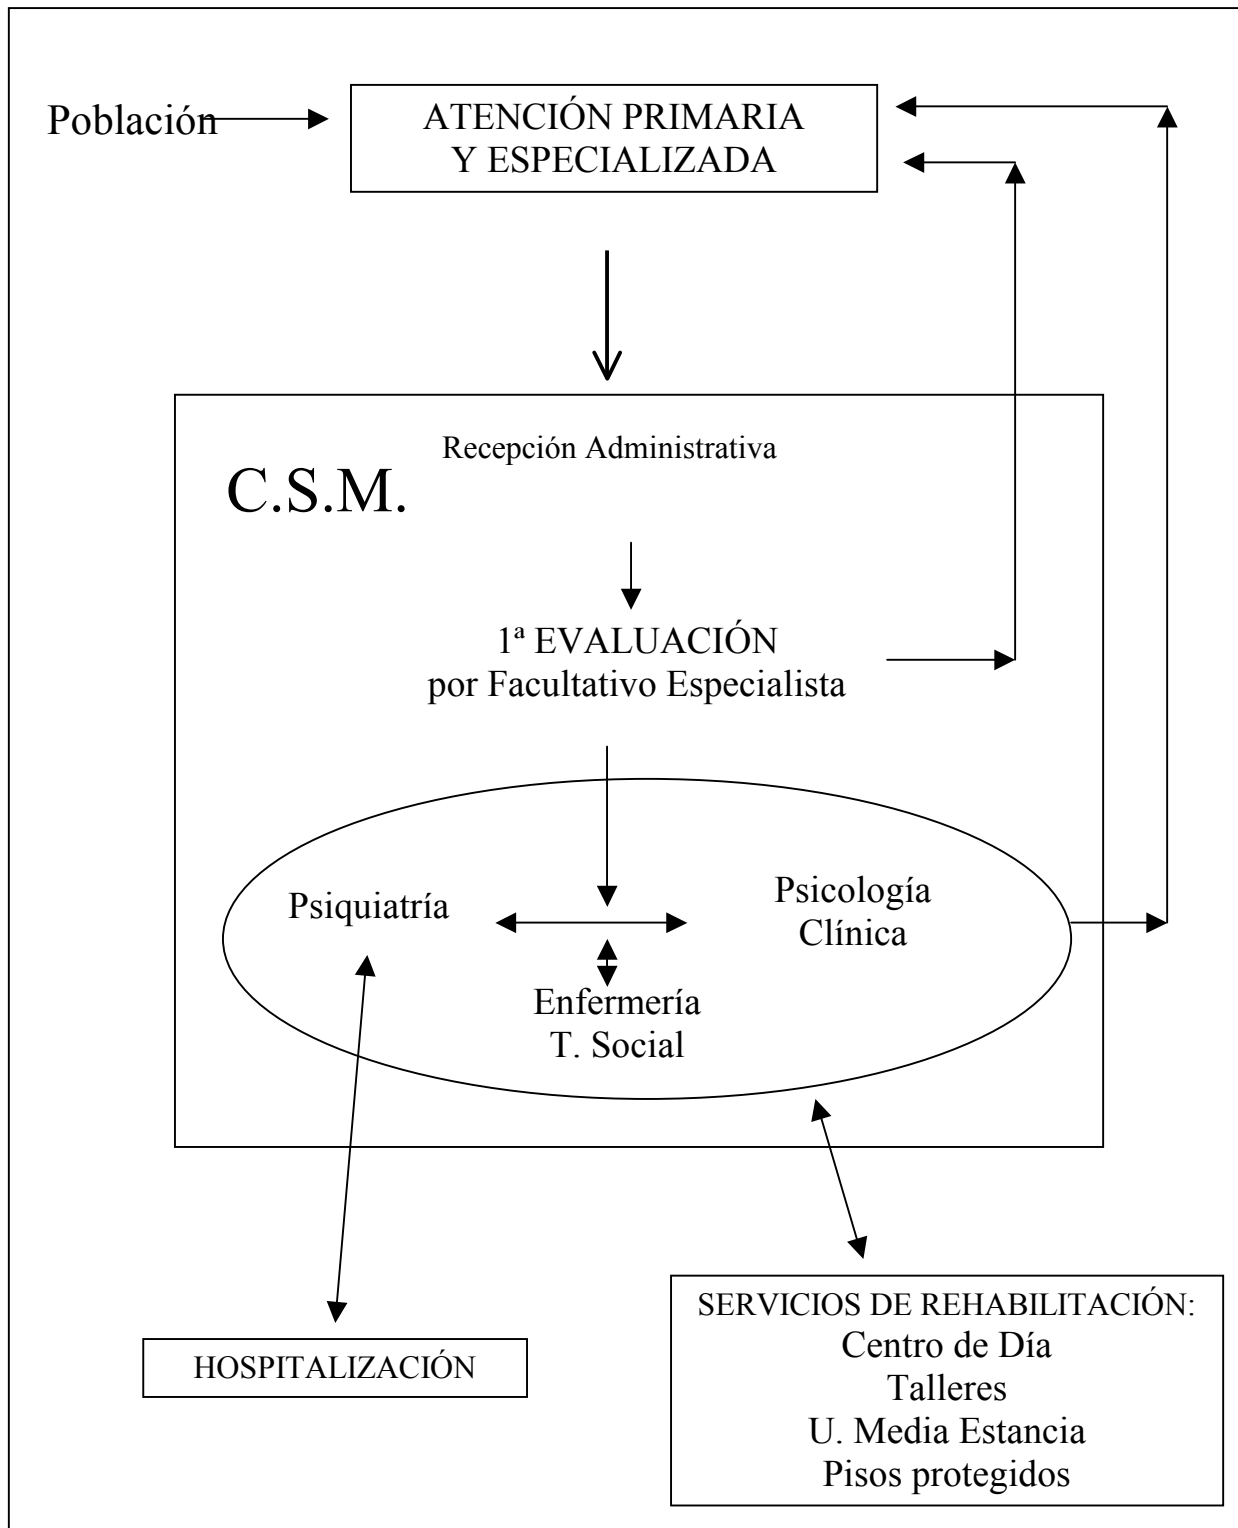 Población
ATENCIÓN PRIMARIA
Y ESPECIALIZADA
Recepción Administrativa
C.S.M.
1ª EVALUACIÓN
por Facultativo Especialista
Psiquiatría
Psicología
Clínica
Enfermería
T. Social
HOSPITALIZACIÓN
SERVICIOS DE REHABILITACIÓN:
Centro de Día
Talleres
U. Media Estancia
Pisos protegidos